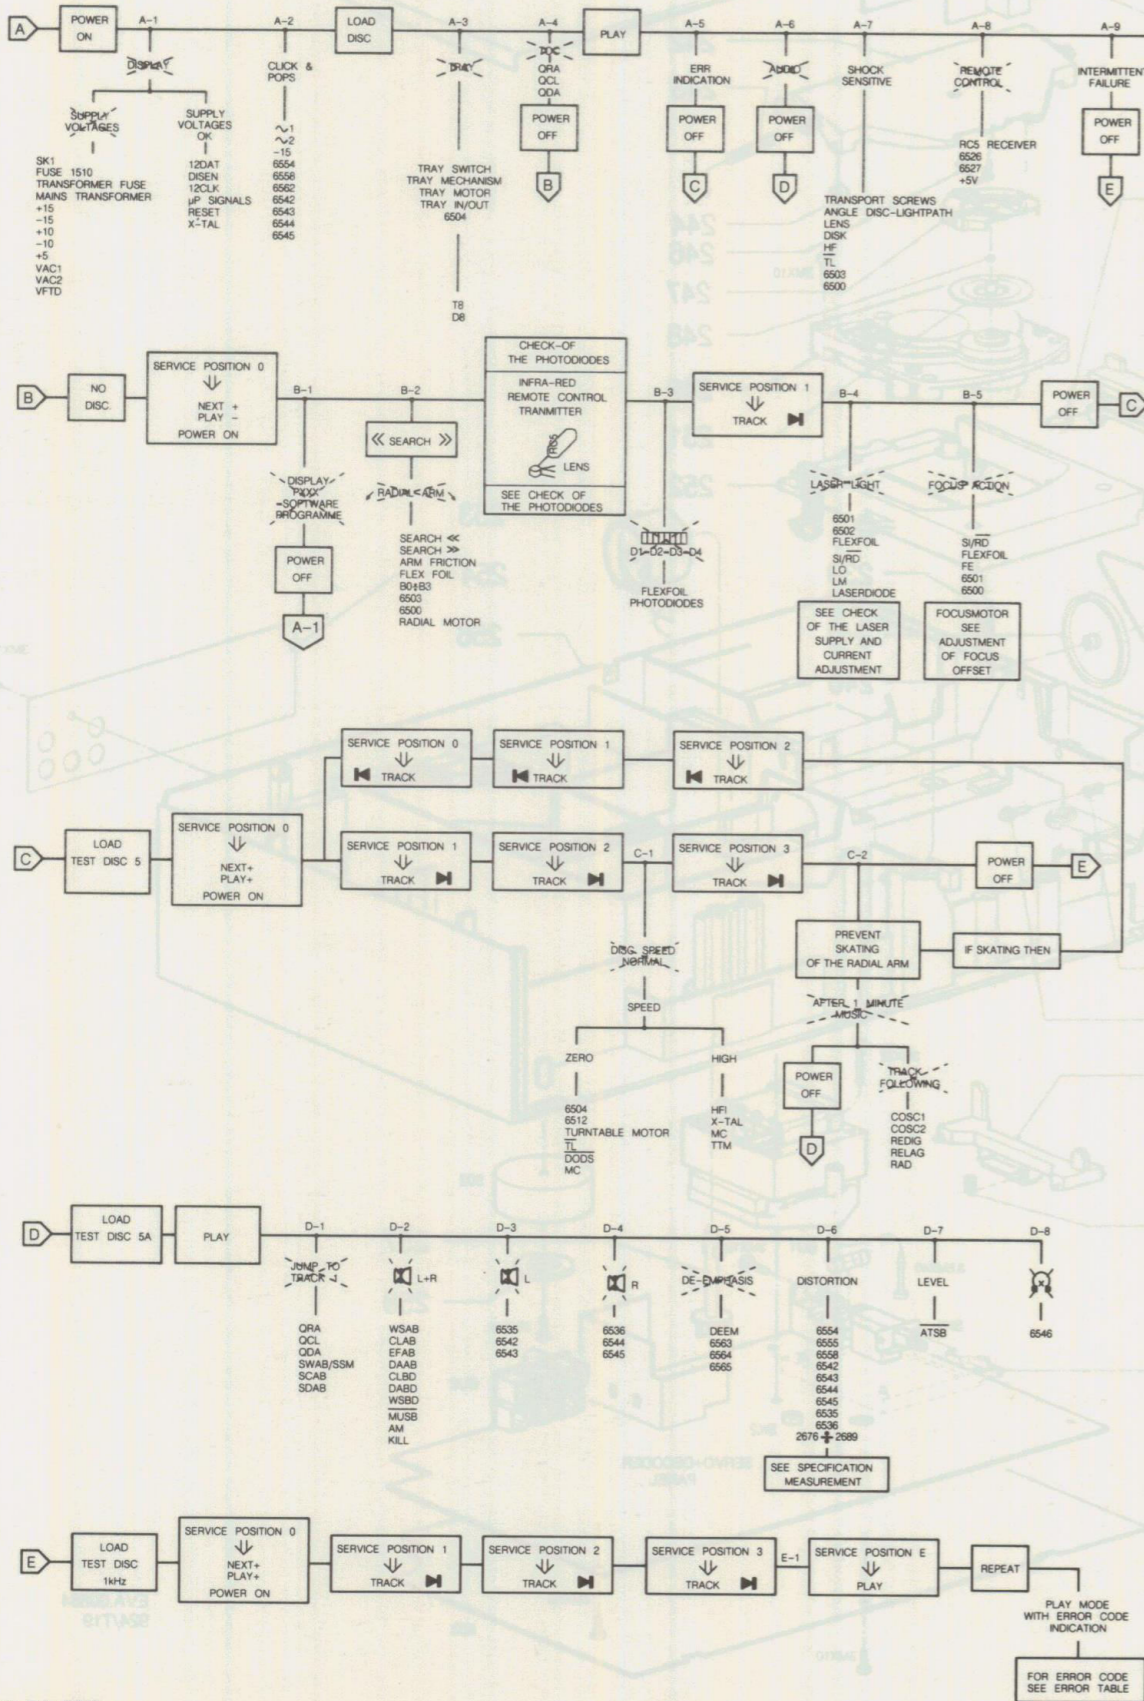 A
POWER
ON
A-1
DISPLAY
SUPPLY
VOLTAGES
SK1
FUSE 1510
TRANSFORMER FUSE
MAINS TRANSFORMER
+15
-15
+10
-10
+5
VAC1
VAC2
VFTD
SUPPLY
VOLTAGES
OK
12DAT
DISEN
12CLK
µP SIGNALS
RESET
X-TAL
A-2
CLICK &
POPS
∿1
∿2
-15
6554
6558
6562
6542
6543
6544
6545
LOAD
DISC
A-3
TRAY
TRAY SWITCH
TRAY MECHANISM
TRAY MOTOR
TRAY IN/OUT
6504
T8
D8
A-4
TOC
QRA
QCL
QDA
POWER
OFF
B
PLAY
A-5
ERR
INDICATION
POWER
OFF
C
A-6
AUDIO
POWER
OFF
D
A-7
SHOCK
SENSITIVE
TRANSPORT SCREWS
ANGLE DISC-LIGHTPATH
LENS
DISK
HF
TL
6503
6500
A-8
REMOTE
CONTROL
RC5 RECEIVER
6526
6527
+5V
A-9
INTERMITTENT
FAILURE
POWER
OFF
E
B
NO
DISC
SERVICE POSITION 0
⇓
NEXT +
PLAY -
POWER ON
B-1
DISPLAY
PXXX
=SOFTWARE
PROGRAMME
POWER
OFF
A-1
B-2
≪ SEARCH ≫
RADIAL ARM
SEARCH ≪
SEARCH ≫
ARM FRICTION
FLEX FOIL
B0÷B3
6503
6500
RADIAL MOTOR
CHECK-OF
THE PHOTODIODES
INFRA-RED
REMOTE CONTROL
TRANMITTER
RC5
LENS
SEE CHECK OF
THE PHOTODIODES
B-3
D1=D2=D3=D4
FLEXFOIL
PHOTODIODES
SERVICE POSITION 1
⇓
TRACK ▶I
B-4
LASER-LIGHT
6501
6502
FLEXFOIL
SI/RD
LO
LM
LASERDIODE
SEE CHECK
OF THE LASER
SUPPLY AND
CURRENT
ADJUSTMENT
B-5
FOCUS ACTION
SI/RD
FLEXFOIL
FE
6501
6500
FOCUSMOTOR
SEE
ADJUSTMENT
OF FOCUS
OFFSET
POWER
OFF
C
SERVICE POSITION 0
⇓
I◀ TRACK
SERVICE POSITION 1
⇓
I◀ TRACK
SERVICE POSITION 2
⇓
I◀ TRACK
C
LOAD
TEST DISC 5
SERVICE POSITION 0
⇓
NEXT+
PLAY+
POWER ON
SERVICE POSITION 1
⇓
TRACK ▶I
SERVICE POSITION 2
⇓
TRACK ▶I
C-1
DISC SPEED
NORMAL
SPEED
ZERO
6504
6512
TURNTABLE MOTOR
TL
DODS
MC
HIGH
HFI
X-TAL
MC
TTM
SERVICE POSITION 3
⇓
TRACK ▶I
C-2
PREVENT
SKATING
OF THE RADIAL ARM
IF SKATING THEN
AFTER 1 MINUTE
MUSIC
POWER
OFF
D
TRACK
FOLLOWING
COSC1
COSC2
REDIG
RELAG
RAD
POWER
OFF
E
D
LOAD
TEST DISC 5A
PLAY
D-1
JUMP TO
TRACK
QRA
QCL
QDA
SWAB/SSM
SCAB
SDAB
D-2
L+R
WSAB
CLAB
EFAB
DAAB
CLBD
DABD
WSBD
MUSB
AM
KILL
D-3
L
6535
6542
6543
D-4
R
6536
6544
6545
D-5
DE-EMPHASIS
DEEM
6563
6564
6565
D-6
DISTORTION
6554
6555
6558
6542
6543
6544
6545
6535
6536
2676 ÷ 2689
SEE SPECIFICATION
MEASUREMENT
D-7
LEVEL
ATSB
D-8
6546
E
LOAD
TEST DISC
1kHz
SERVICE POSITION 0
⇓
NEXT+
PLAY+
POWER ON
SERVICE POSITION 1
⇓
TRACK ▶I
SERVICE POSITION 2
⇓
TRACK ▶I
SERVICE POSITION 3
⇓
TRACK ▶I
E-1
SERVICE POSITION E
⇓
PLAY
REPEAT
PLAY MODE
WITH ERROR CODE
INDICATION
FOR ERROR CODE
SEE ERROR TABLE